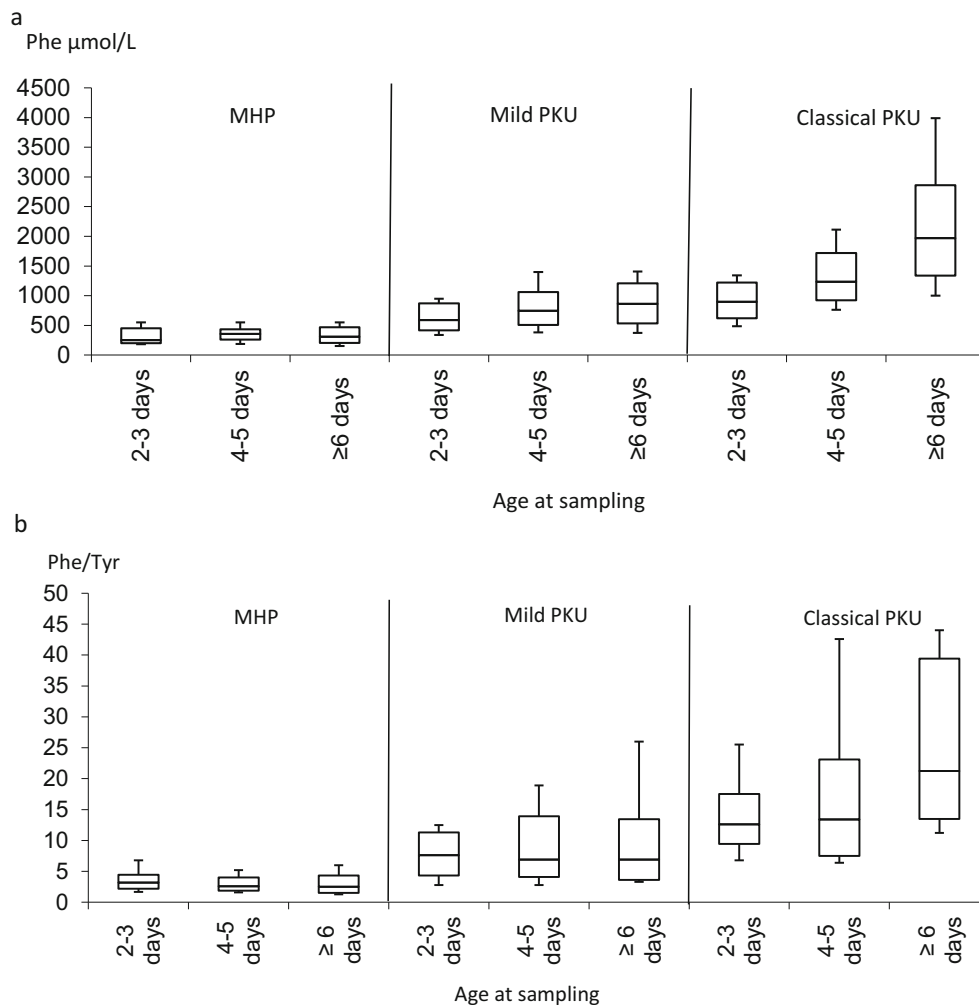 a
Phe µmol/L
4500
4000
3500
3000
2500
2000
1500
1000
500
0
MHP
Mild PKU
Classical PKU
2-3 days
4-5 days
≥6 days
2-3 days
4-5 days
≥6 days
2-3 days
4-5 days
≥6 days
Age at sampling
b
Phe/Tyr
50
45
40
35
30
25
20
15
10
5
0
MHP
Mild PKU
Classical PKU
2-3
days
4-5
days
≥ 6
days
2-3
days
4-5
days
≥ 6
days
2-3
days
4-5
days
≥ 6
days
Age at sampling